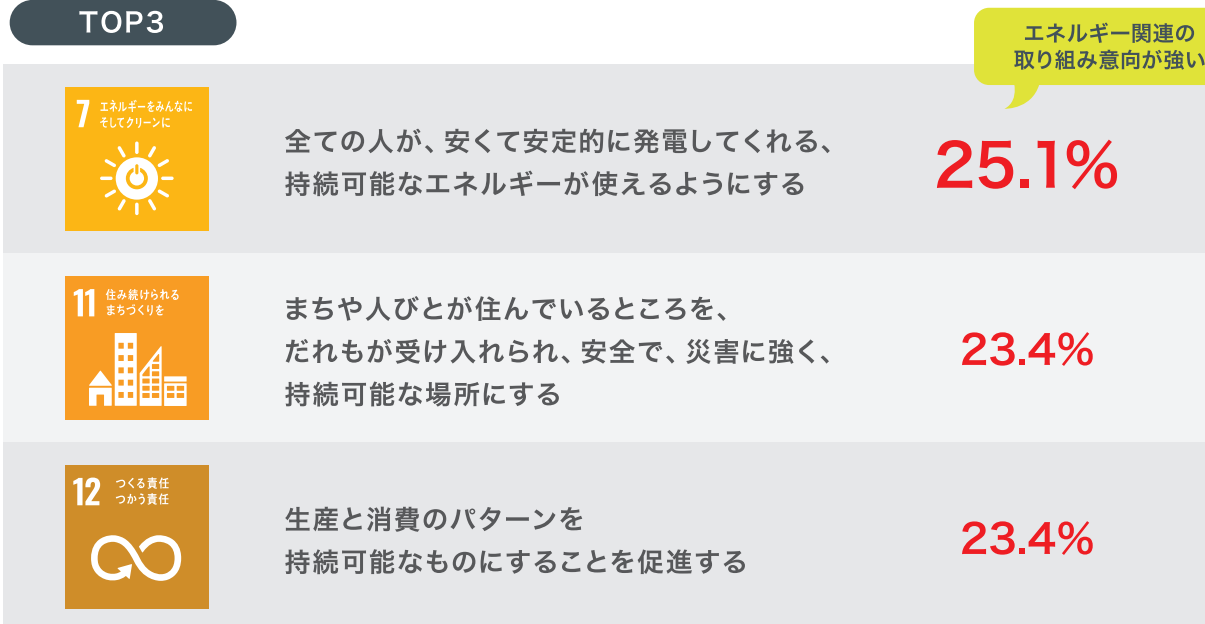 TOP3
エネルギー関連の
取り組み意向が強い
7 エネルギーをみんなに
そしてクリーンに
全ての人が、安くて安定的に発電してくれる、
持続可能なエネルギーが使えるようにする
25.1%
11 住み続けられる
まちづくりを
まちや人びとが住んでいるところを、
だれもが受け入れられ、安全で、災害に強く、
持続可能な場所にする
23.4%
12 つくる責任
つかう責任
生産と消費のパターンを
持続可能なものにすることを促進する
23.4%